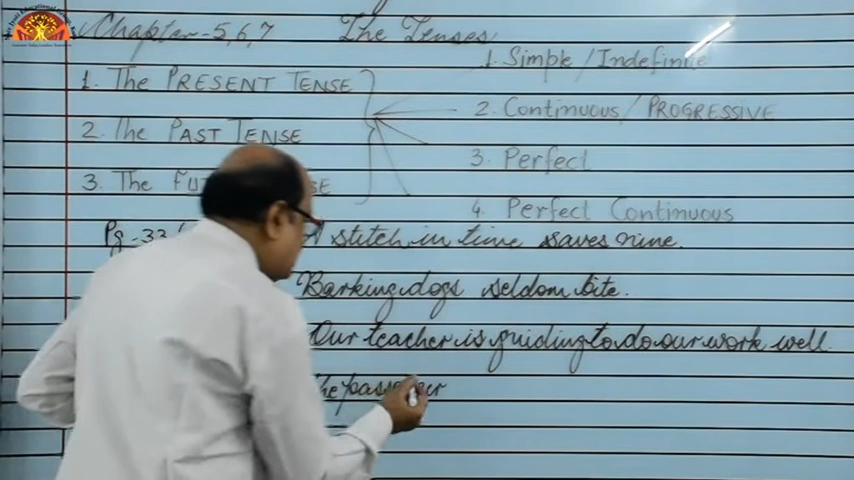 Chapter-5,6,7 The Tenses
1. The PRESENT TENSE
2. The PAST TENSE
3. The
1. Simple / Indefinite
2. Continuous / PROGRESSIVE
3. Perfect
4. Perfect Continuous
Pg-33
A stitch in time saves nine.
Barking dogs seldom bite.
Our teacher is guiding to do our work well.